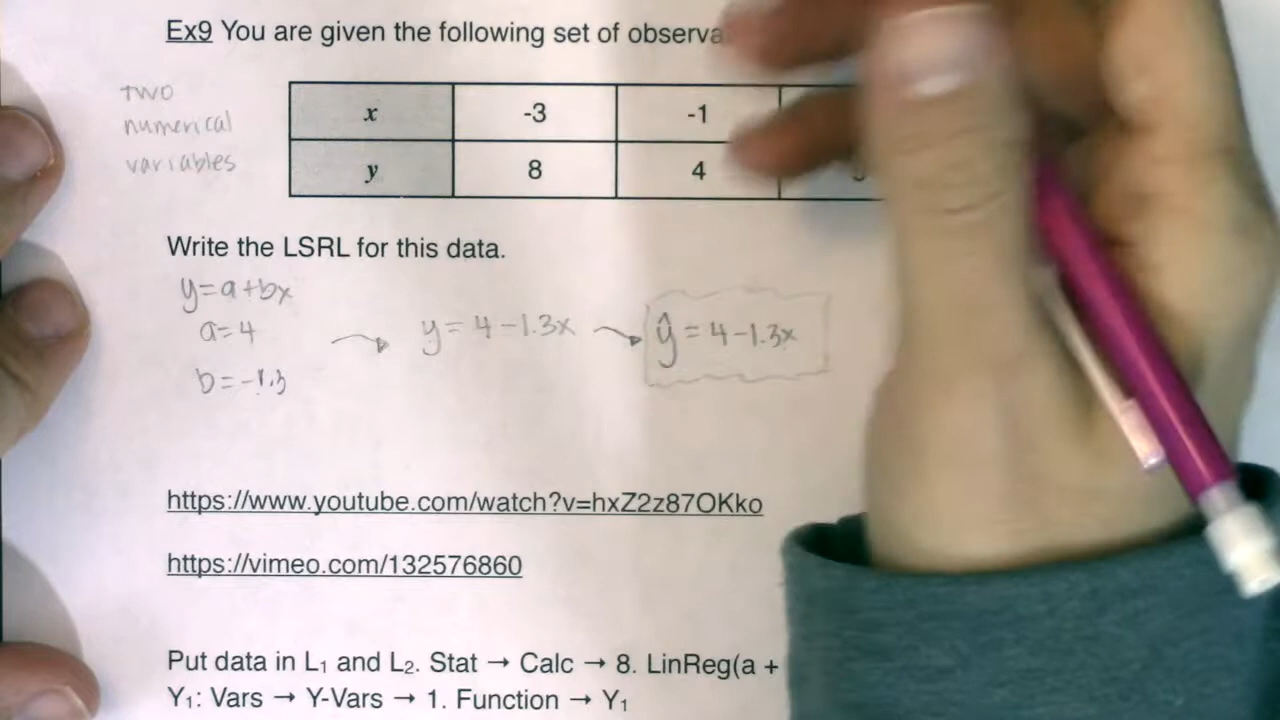 Ex9 You are given the following set of observa
two
numerical
variables
x -3 -1
y 8 4
Write the LSRL for this data.
y=a+bx
a=4
b=-1.3
y=4-1.3x
ŷ=4-1.3x
https://www.youtube.com/watch?v=hxZ2z87OKko
https://vimeo.com/132576860
Put data in L₁ and L₂. Stat → Calc → 8. LinReg(a +
Y₁: Vars → Y-Vars → 1. Function → Y₁